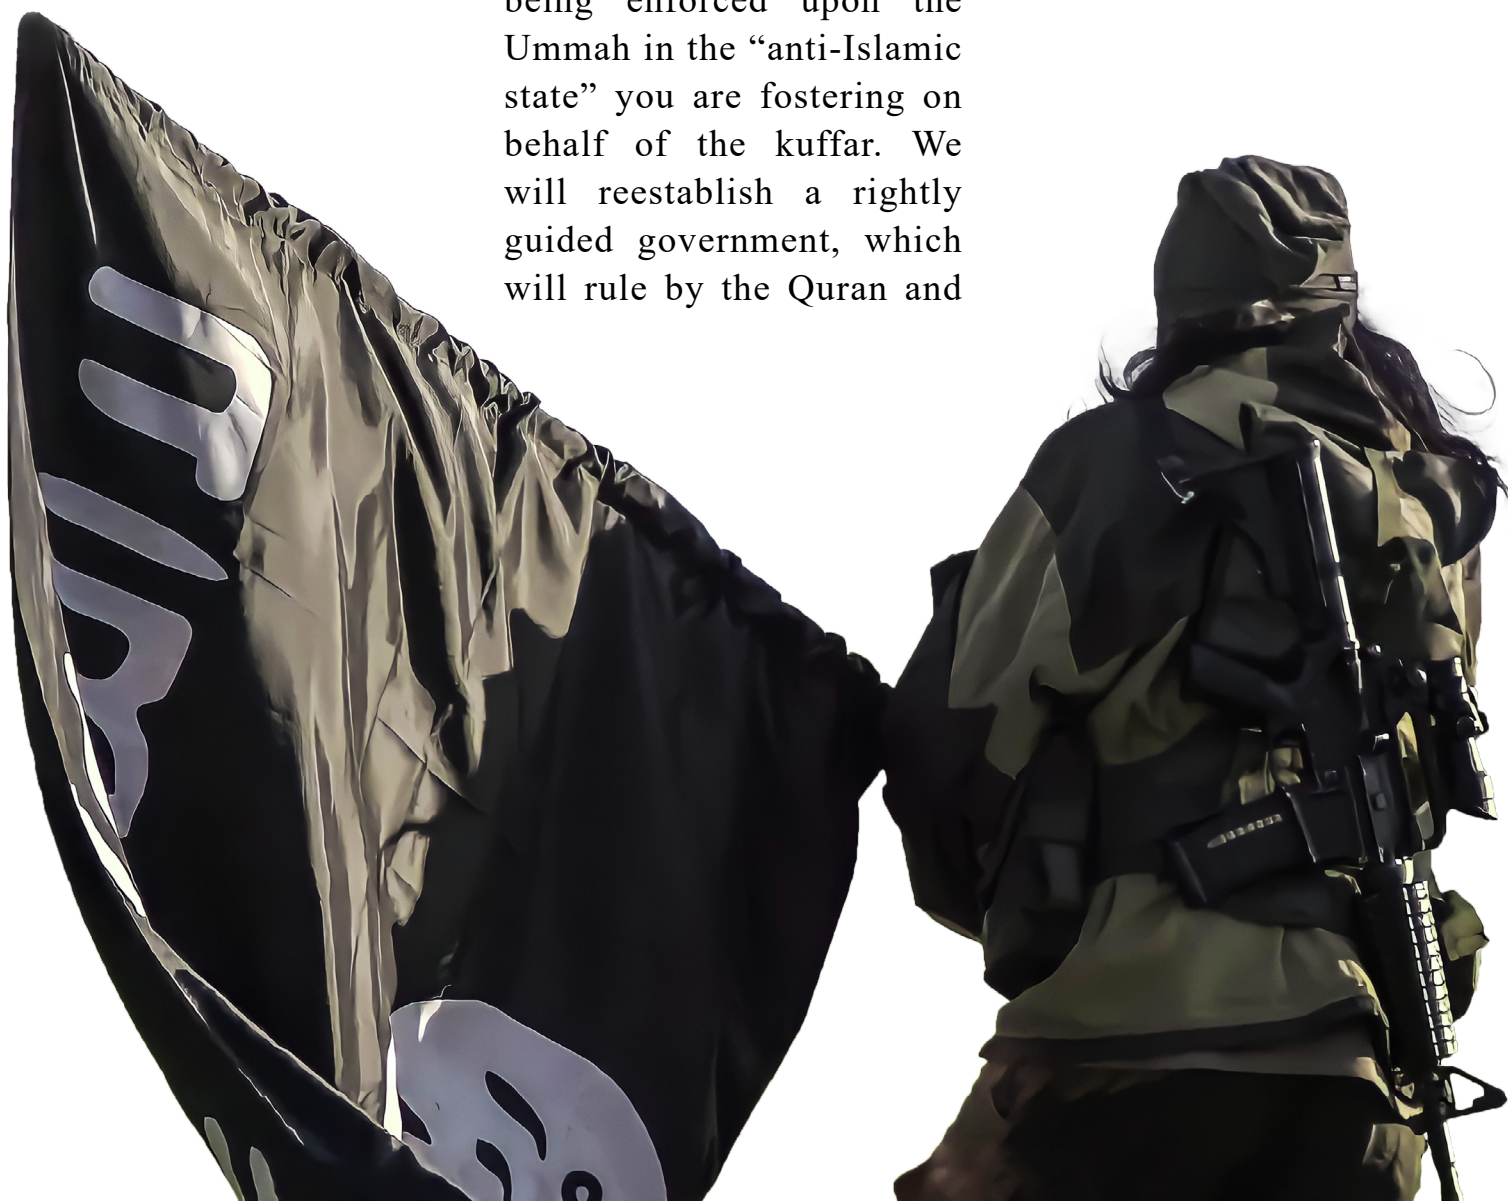 being enforced upon the
Ummah in the “anti-Islamic
state” you are fostering on
behalf of the kuffar. We
will reestablish a rightly
guided government, which
will rule by the Quran and